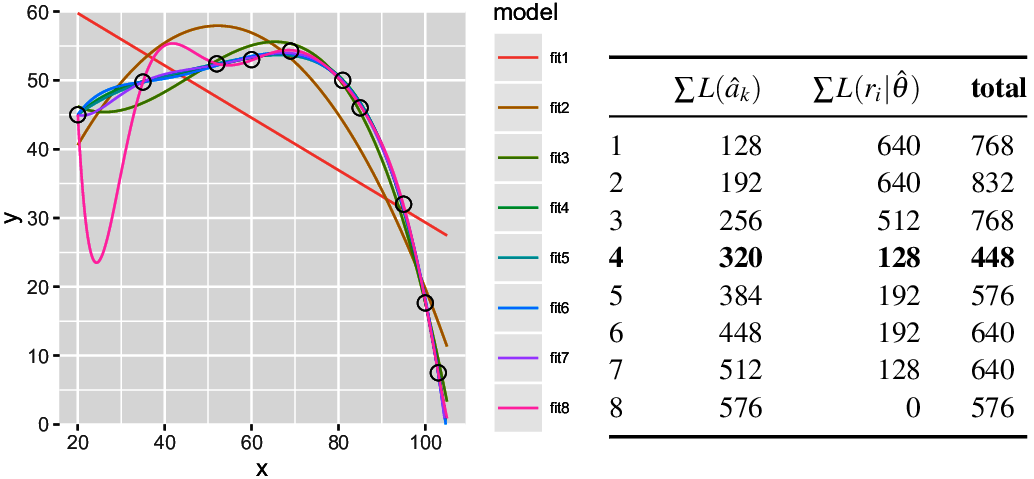 60
50
40
30
20
10
0
y
20
40
60
80
100
x
model
fit1
fit2
fit3
fit4
fit5
fit6
fit7
fit8
∑L(âₖ) ∑L(rᵢ|θ̂) total
1 128 640 768
2 192 640 832
3 256 512 768
4 320 128 448
5 384 192 576
6 448 192 640
7 512 128 640
8 576 0 576